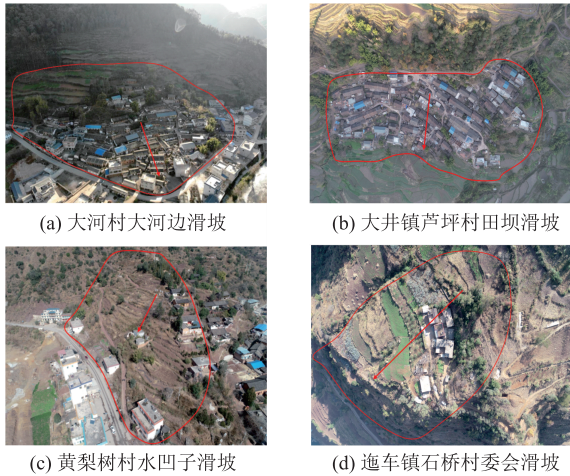 (a) 大河村大河边滑坡
(b) 大井镇芦坪村田坝滑坡
(c) 黄梨树村水凹子滑坡
(d) 迤车镇石桥村委会滑坡